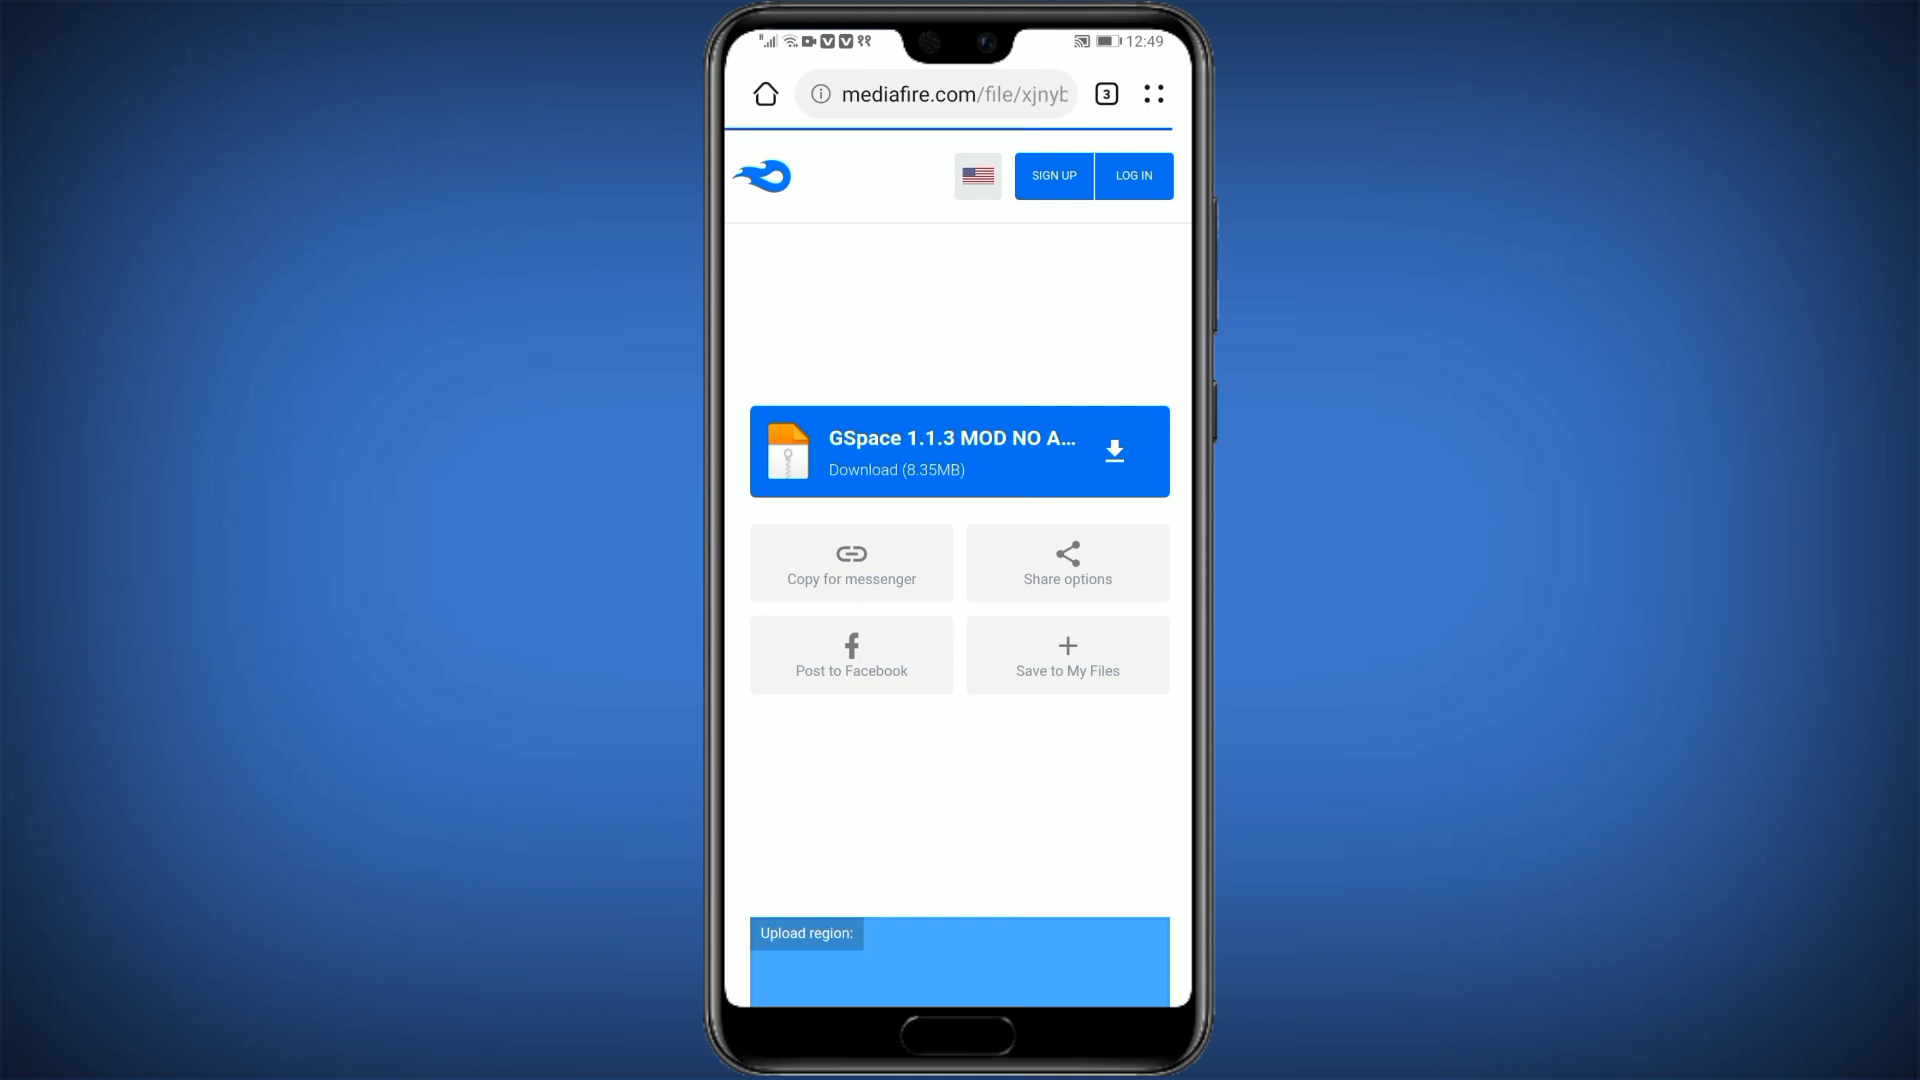 १९ 12:49
mediafire.com/file/xjnyb 3
SIGN UP LOG IN
GSpace 1.1.3 MOD NO A...
Download (8.35MB)
Copy for messenger Share options
Post to Facebook Save to My Files
Upload region: